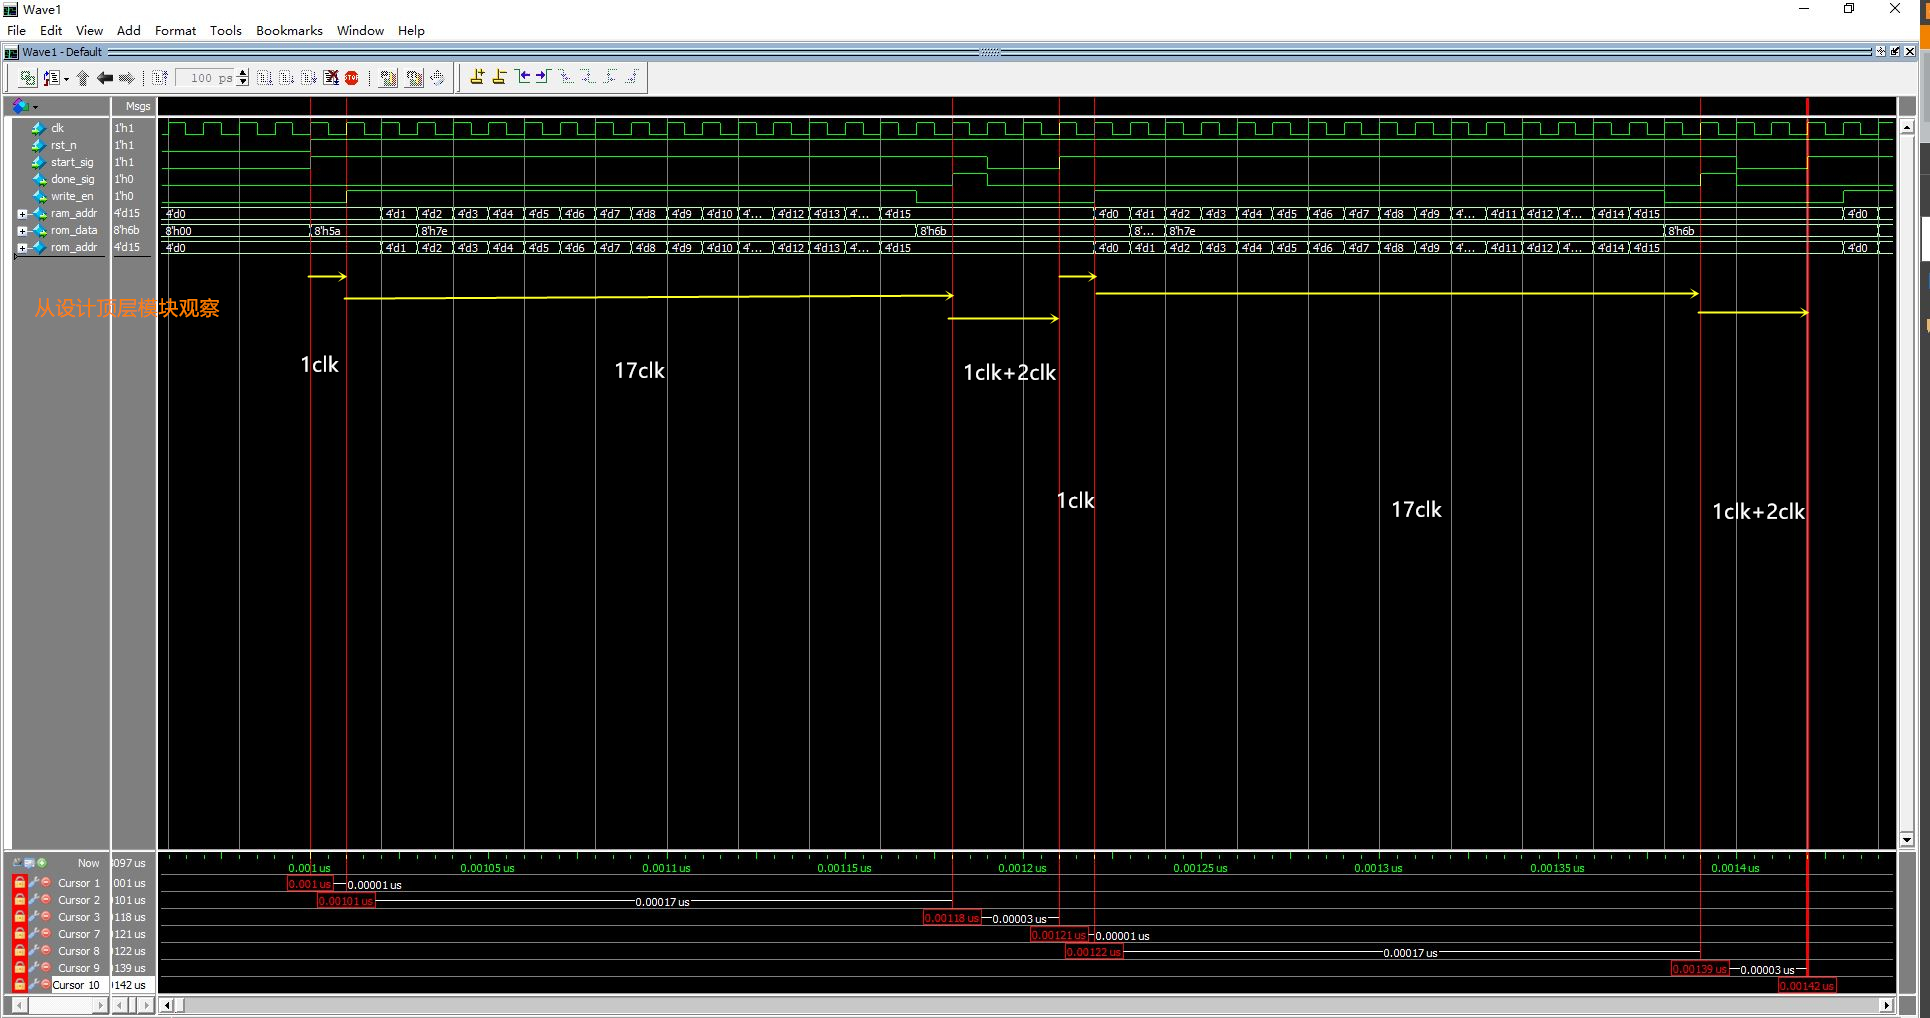 Wave1
File Edit View Add Format Tools Bookmarks Window Help
Wave1 - Default
100 ps
Msgs
clk 1'h1
rst_n 1'h1
start_sig 1'h1
done_sig 1'h0
write_en 1'h0
ram_addr 4'd15 4'd0 4'd1 4'd2 4'd3 4'd4 4'd5 4'd6 4'd7 4'd8 4'd9 4'd10 4'... 4'd12 4'd13 4'... 4'd15 4'd0 4'd1 4'd2 4'd3 4'd4 4'd5 4'd6 4'd7 4'd8 4'd9 4'... 4'd11 4'd12 4'... 4'd14 4'd15 4'd0
rom_data 8'h6b 8'h00 8'h5a 8'h7e 8'h6b 8'... 8'h7e 8'h6b
rom_addr 4'd15 4'd0 4'd1 4'd2 4'd3 4'd4 4'd5 4'd6 4'd7 4'd8 4'd9 4'd10 4'... 4'd12 4'd13 4'... 4'd15 4'd0 4'd1 4'd2 4'd3 4'd4 4'd5 4'd6 4'd7 4'd8 4'd9 4'... 4'd11 4'd12 4'... 4'd14 4'd15 4'd0
从设计顶层模块观察
1clk 17clk 1clk+2clk
1clk 17clk 1clk+2clk
Now 097 us 0.001 us 0.00105 us 0.0011 us 0.00115 us 0.0012 us 0.00125 us 0.0013 us 0.00135 us 0.0014 us
Cursor 1 001 us 0.001 us 0.00001 us
Cursor 2 101 us 0.00101 us 0.00017 us
Cursor 3 118 us 0.00118 us 0.00003 us
Cursor 7 121 us 0.00121 us 0.00001 us
Cursor 8 122 us 0.00122 us 0.00017 us
Cursor 9 139 us 0.00139 us 0.00003 us
Cursor 10 142 us 0.00142 us